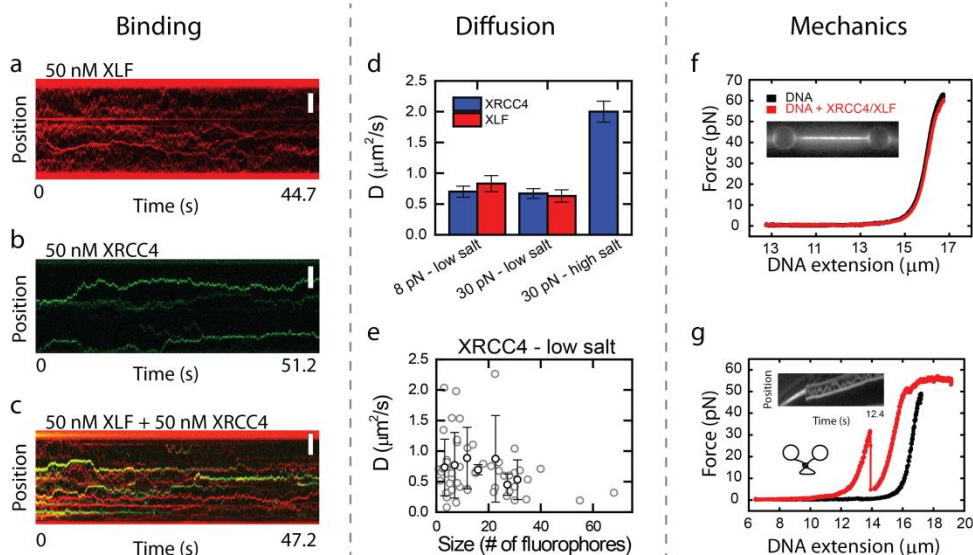 Binding
Diffusion
Mechanics
a
50 nM XLF
Position
0
44.7
Time (s)
b
50 nM XRCC4
Position
0
51.2
Time (s)
c
50 nM XLF + 50 nM XRCC4
Position
0
47.2
Time (s)
d
2.5
2.0
1.5
1.0
0.5
0.0
D (μm²/s)
XRCC4
XLF
8 pN - low salt
30 pN - low salt
30 pN - high salt
e
XRCC4 - low salt
2.5
2.0
1.5
1.0
0.5
0.0
D (μm²/s)
0
20
40
60
Size (# of fluorophores)
f
70
60
50
40
30
20
10
0
Force (pN)
DNA
DNA + XRCC4/XLF
13
11
13
15
17
DNA extension (μm)
g
70
60
50
40
30
20
10
0
Force (pN)
Position
Time (s)
12.4
6
8
10
12
14
16
18
20
DNA extension (μm)